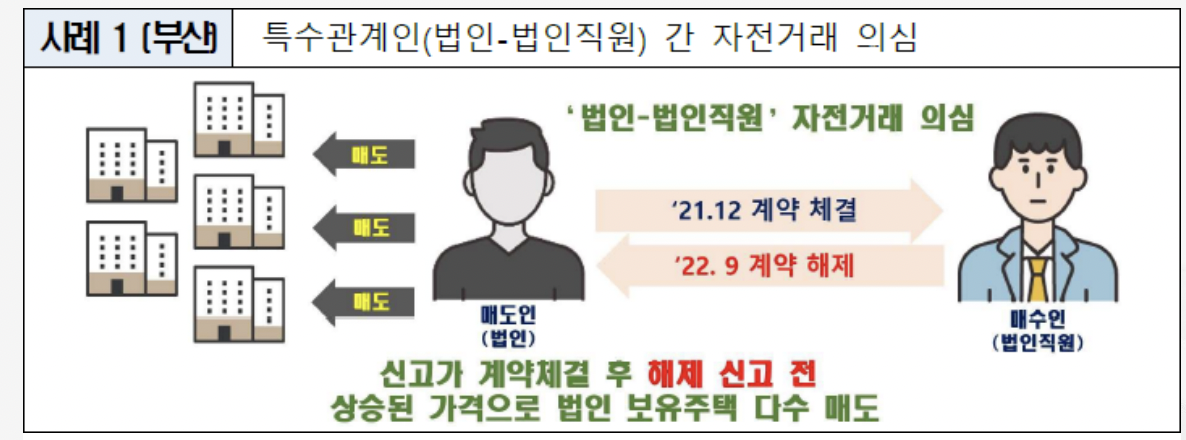 사례 1 (부산)
특수관계인(법인-법인직원) 간 자전거래 의심
‘법인-법인직원’ 자전거래 의심
매도
매도
매도
‘21.12 계약 체결
‘22. 9 계약 해제
매도인
(법인)
매수인
(법인직원)
신고가 계약체결 후 해제 신고 전
상승된 가격으로 법인 보유주택 다수 매도